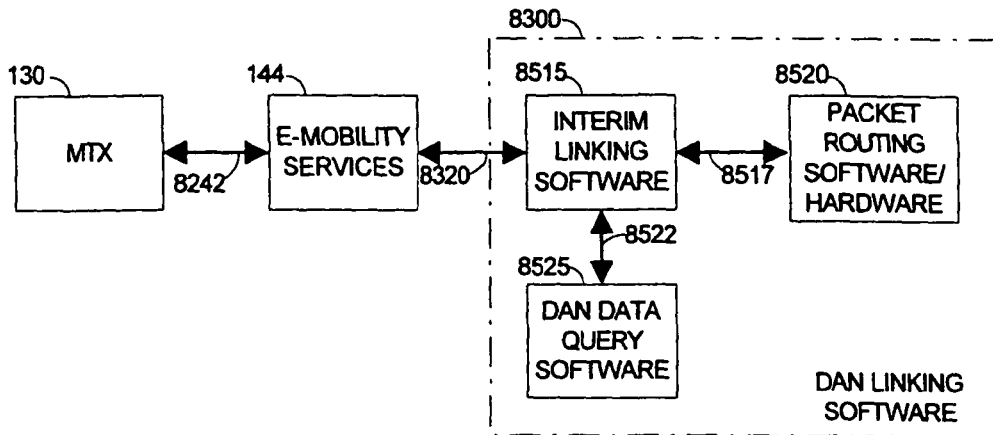 8300
130
144
8515
8520
MTX
E-MOBILITY
SERVICES
INTERIM
LINKING
SOFTWARE
PACKET
ROUTING
SOFTWARE/
HARDWARE
8242
8320
8517
8522
8525
DAN DATA
QUERY
SOFTWARE
DAN LINKING
SOFTWARE